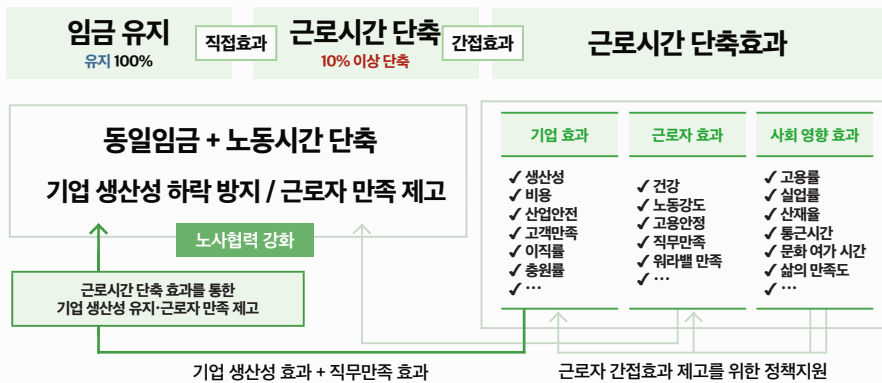 임금 유지
유지 100%
직접효과
근로시간 단축
10% 이상 단축
간접효과
근로시간 단축효과
동일임금 + 노동시간 단축
기업 생산성 하락 방지 / 근로자 만족 제고
노사협력 강화
근로시간 단축 효과를 통한
기업 생산성 유지·근로자 만족 제고
기업 효과
✓ 생산성
✓ 비용
✓ 산업안전
✓ 고객만족
✓ 이직률
✓ 충원률
✓ …
근로자 효과
✓ 건강
✓ 노동강도
✓ 고용안정
✓ 직무만족
✓ 워라밸 만족
✓ …
사회 영향 효과
✓ 고용률
✓ 실업률
✓ 산재율
✓ 통근시간
✓ 문화 여가 시간
✓ 삶의 만족도
✓ …
기업 생산성 효과 + 직무만족 효과
근로자 간접효과 제고를 위한 정책지원